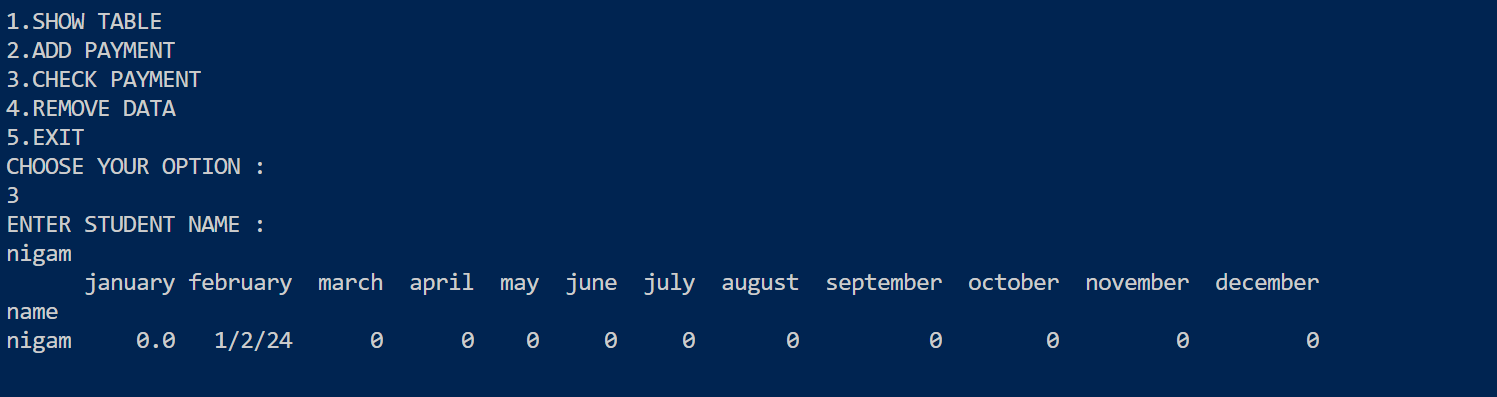 1.SHOW TABLE
2.ADD PAYMENT
3.CHECK PAYMENT
4.REMOVE DATA
5.EXIT
CHOOSE YOUR OPTION :
3
ENTER STUDENT NAME :
nigam
january february march april may june july august september october november december
name
nigam 0.0 1/2/24 0 0 0 0 0 0 0 0 0 0